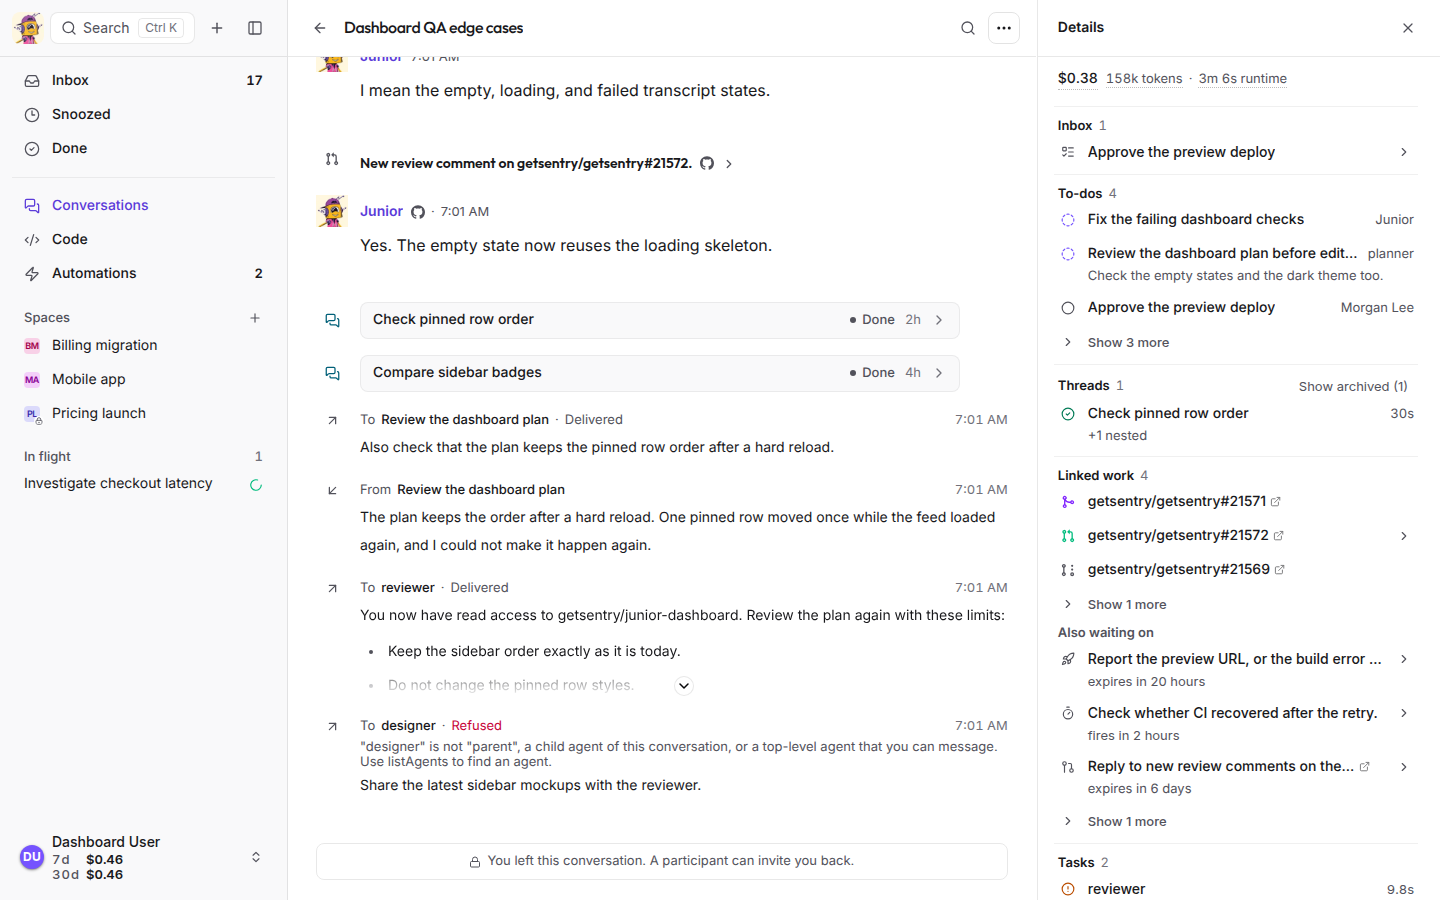 Search Ctrl K
Inbox 17
Snoozed
Done
Conversations
Code
Automations 2
Spaces
BM Billing migration
MA Mobile app
PL Pricing launch
In flight 1
Investigate checkout latency
DU Dashboard User
7d $0.46
30d $0.46
Dashboard QA edge cases
Junior 7:01 AM
I mean the empty, loading, and failed transcript states.
New review comment on getsentry/getsentry#21572.
Junior · 7:01 AM
Yes. The empty state now reuses the loading skeleton.
Check pinned row order Done 2h
Compare sidebar badges Done 4h
To Review the dashboard plan · Delivered 7:01 AM
Also check that the plan keeps the pinned row order after a hard reload.
From Review the dashboard plan 7:01 AM
The plan keeps the order after a hard reload. One pinned row moved once while the feed loaded
again, and I could not make it happen again.
To reviewer · Delivered 7:01 AM
You now have read access to getsentry/junior-dashboard. Review the plan again with these limits:
• Keep the sidebar order exactly as it is today.
• Do not change the pinned row styles.
To designer · Refused 7:01 AM
"designer" is not "parent", a child agent of this conversation, or a top-level agent that you can message.
Use listAgents to find an agent.
Share the latest sidebar mockups with the reviewer.
You left this conversation. A participant can invite you back.
Details
$0.38 158k tokens · 3m 6s runtime
Inbox 1
Approve the preview deploy
To-dos 4
Fix the failing dashboard checks Junior
Review the dashboard plan before edit... planner
Check the empty states and the dark theme too.
Approve the preview deploy Morgan Lee
Show 3 more
Threads 1 Show archived (1)
Check pinned row order 30s
+1 nested
Linked work 4
getsentry/getsentry#21571
getsentry/getsentry#21572
getsentry/getsentry#21569
Show 1 more
Also waiting on
Report the preview URL, or the build error ...
expires in 20 hours
Check whether CI recovered after the retry.
fires in 2 hours
Reply to new review comments on the...
expires in 6 days
Show 1 more
Tasks 2
reviewer 9.8s